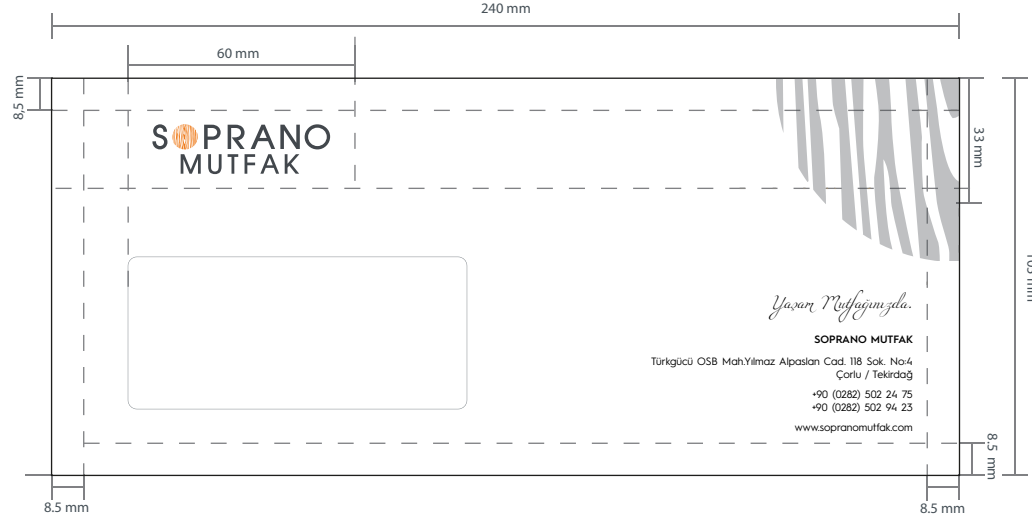 240 mm
60 mm
8,5 mm
33 mm
SOPRANO
MUTFAK
Yaşam Mutfağınızda.
SOPRANO MUTFAK
Türkgücü OSB Mah.Yılmaz Alpaslan Cad. 118 Sok. No:4
Çorlu / Tekirdağ
+90 (0282) 502 24 75
+90 (0282) 502 94 23
www.sopranomutfak.com
8.5 mm
8.5 mm
8.5 mm